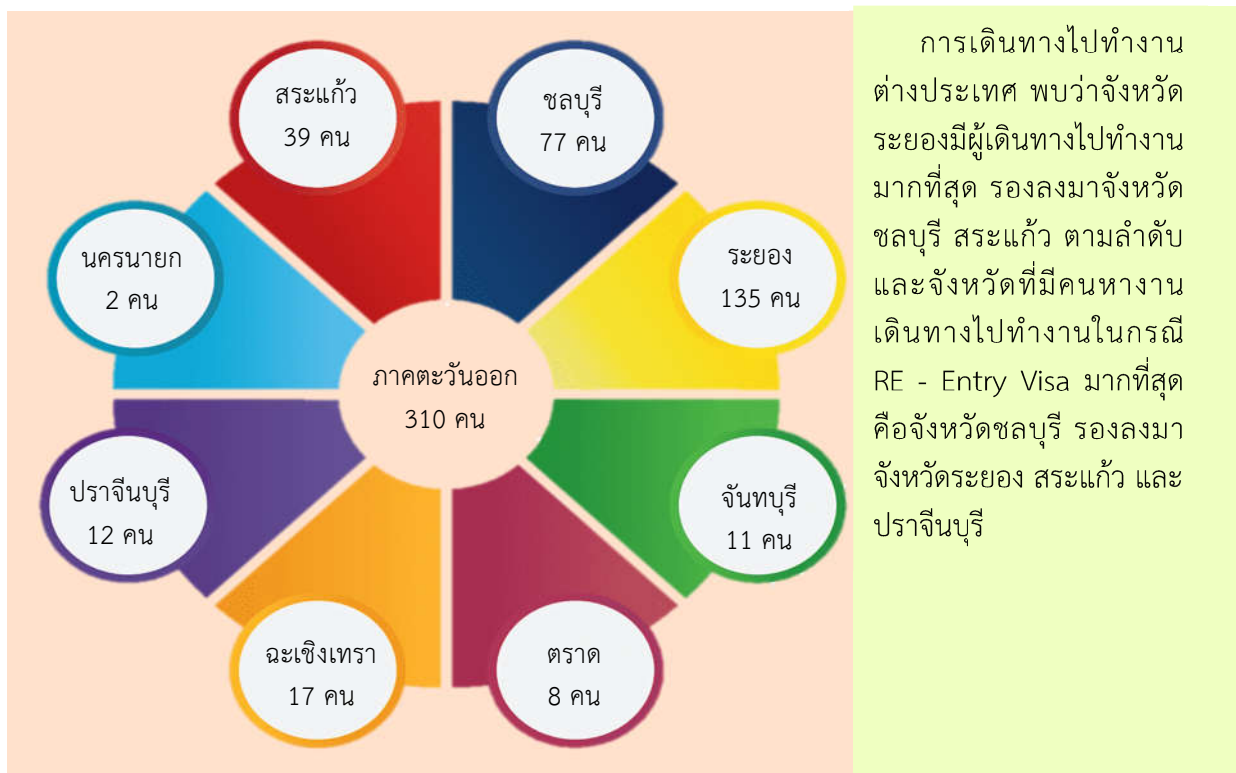 สระแก้ว
39 คน
ชลบุรี
77 คน
นครนายก
2 คน
ระยอง
135 คน
ภาคตะวันออก
310 คน
ปราจีนบุรี
12 คน
จันทบุรี
11 คน
ฉะเชิงเทรา
17 คน
ตราด
8 คน
การเดินทางไปทำงาน
ต่างประเทศ พบว่าจังหวัด
ระยองมีผู้เดินทางไปทำงาน
มากที่สุด รองลงมาจังหวัด
ชลบุรี สระแก้ว ตามลำดับ
และจังหวัดที่มีคนหางาน
เดินทางไปทำงานในกรณี
RE - Entry Visa มากที่สุด
คือจังหวัดชลบุรี รองลงมา
จังหวัดระยอง สระแก้ว และ
ปราจีนบุรี